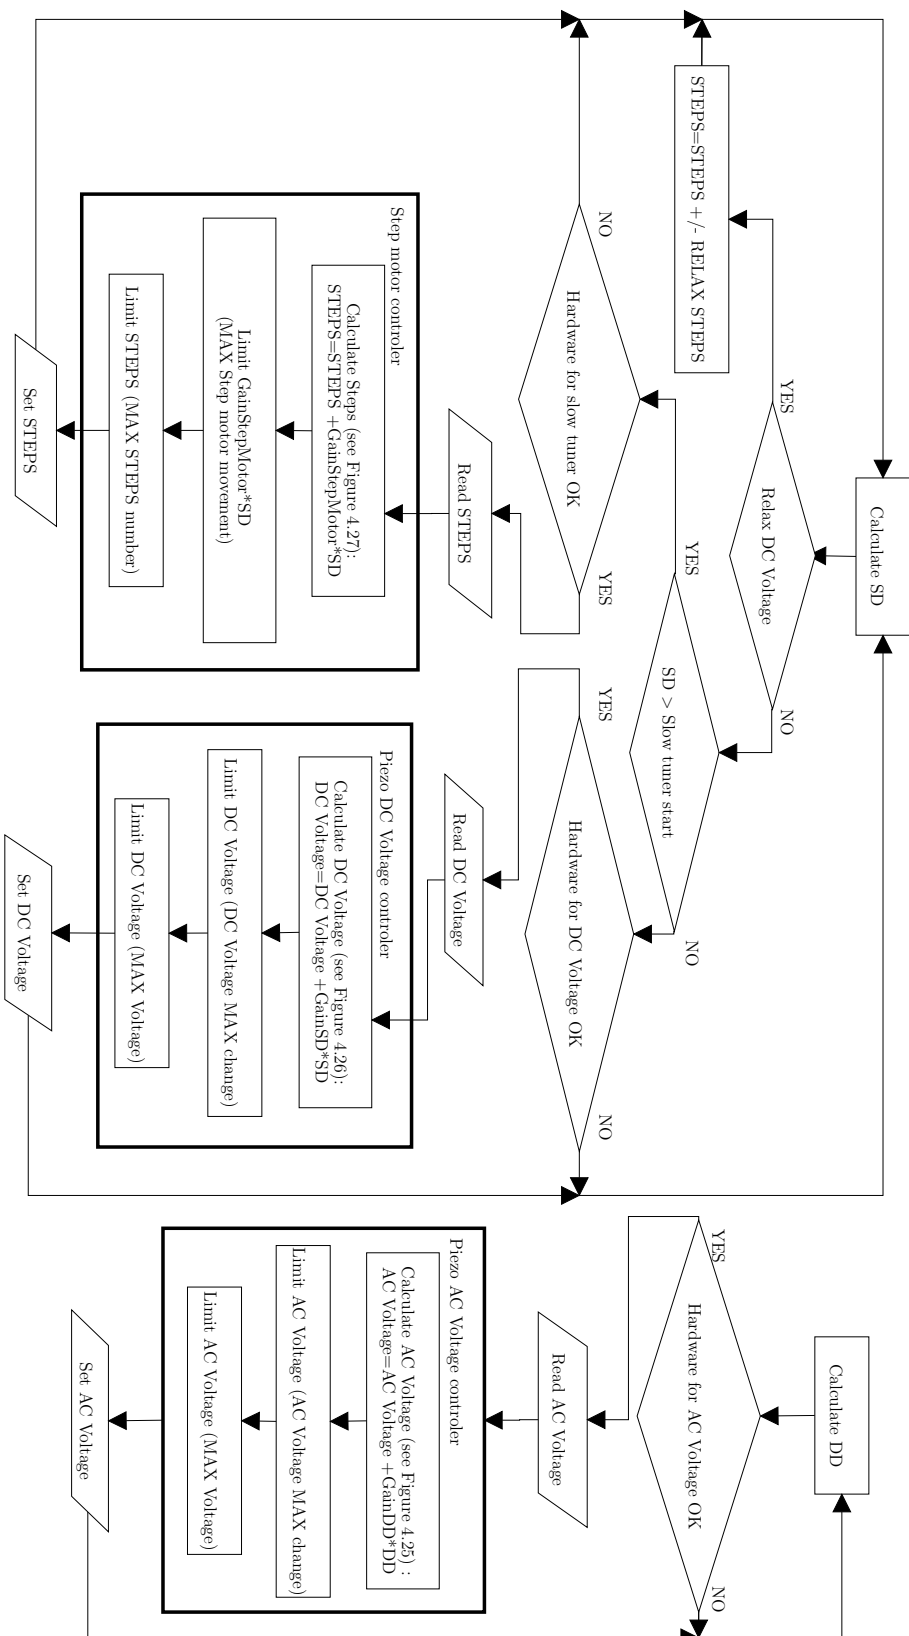 Calculate SD
Relax DC Voltage
YES
NO
STEPS=STEPS +/- RELAX STEPS
SD > Slow tuner start
YES
NO
Hardware for slow tuner OK
NO
YES
Read STEPS
Step motor controler
Calculate Steps (see Figure 4.27):
STEPS=STEPS +GainStepMotor*SD
Limit GainStepMotor*SD
(MAX Step motor movement)
Limit STEPS (MAX STEPS number)
Set STEPS
Hardware for DC Voltage OK
YES
NO
Read DC Voltage
Piezo DC Voltage controler
Calculate DC Voltage (see Figure 4.26):
DC Voltage=DC Voltage +GainSD*SD
Limit DC Voltage (DC Voltage MAX change)
Limit DC Voltage (MAX Voltage)
Set DC Voltage
Calculate DD
Hardware for AC Voltage OK
YES
NO
Read AC Voltage
Piezo AC Voltage controler
Calculate AC Voltage (see Figure 4.25) :
AC Voltage=AC Voltage +GainDD*DD
Limit AC Voltage (AC Voltage MAX change)
Limit AC Voltage (MAX Voltage)
Set AC Voltage